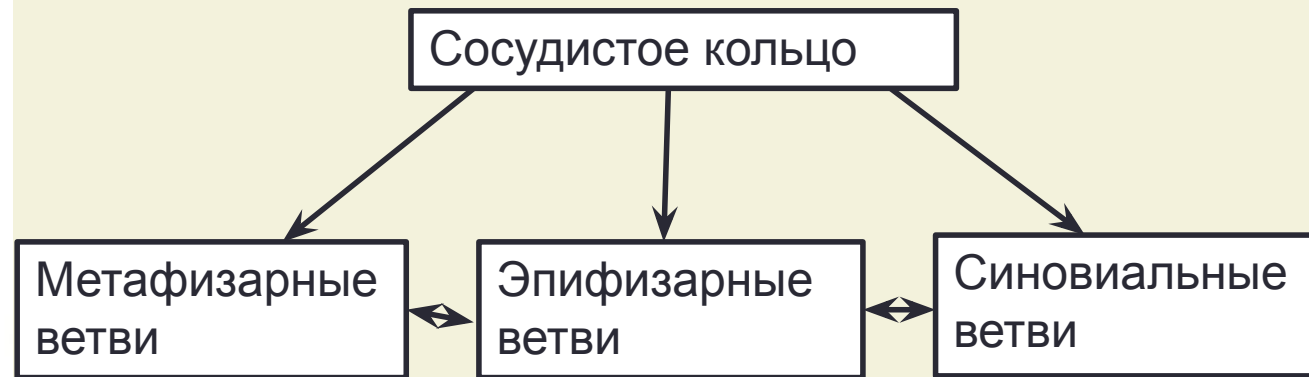 Сосудистое кольцо
Метафизарные
ветви
Эпифизарные
ветви
Синовиальные
ветви